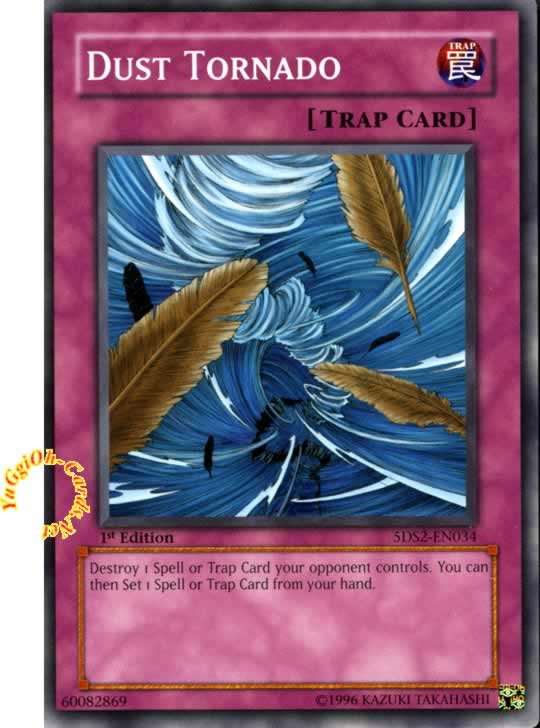 DUST TORNADO
TRAP
罠
[TRAP CARD]
YuGgiOh-Cards.Net
1st Edition
5DS2-EN034
Destroy 1 Spell or Trap Card your opponent controls. You can
then Set 1 Spell or Trap Card from your hand.
60082869
©1996 KAZUKI TAKAHASHI